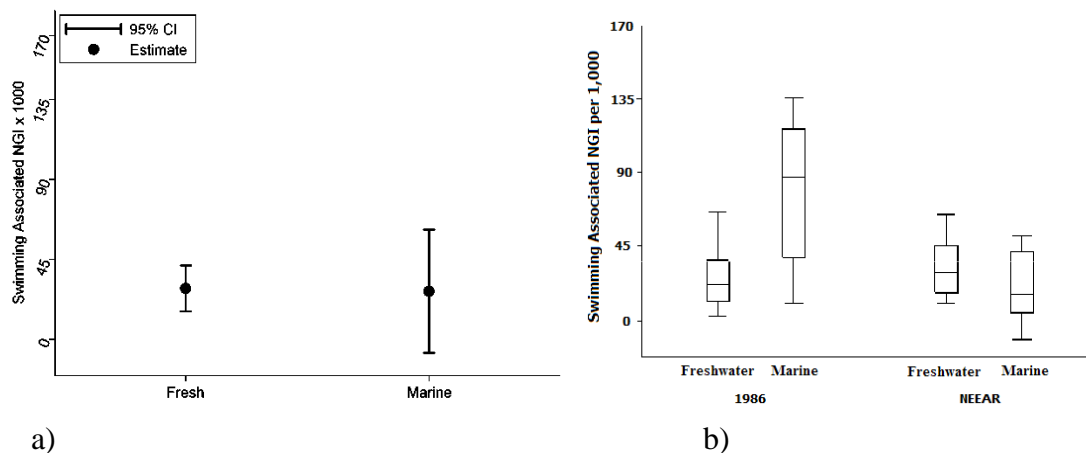 95% CI
Estimate
170
135
90
45
0
Swimming Associated NGI x 1000
Fresh Marine
a)
170
135
90
45
0
Swimming Associated NGI per 1,000
Freshwater Marine Freshwater Marine
1986 NEEAR
b)